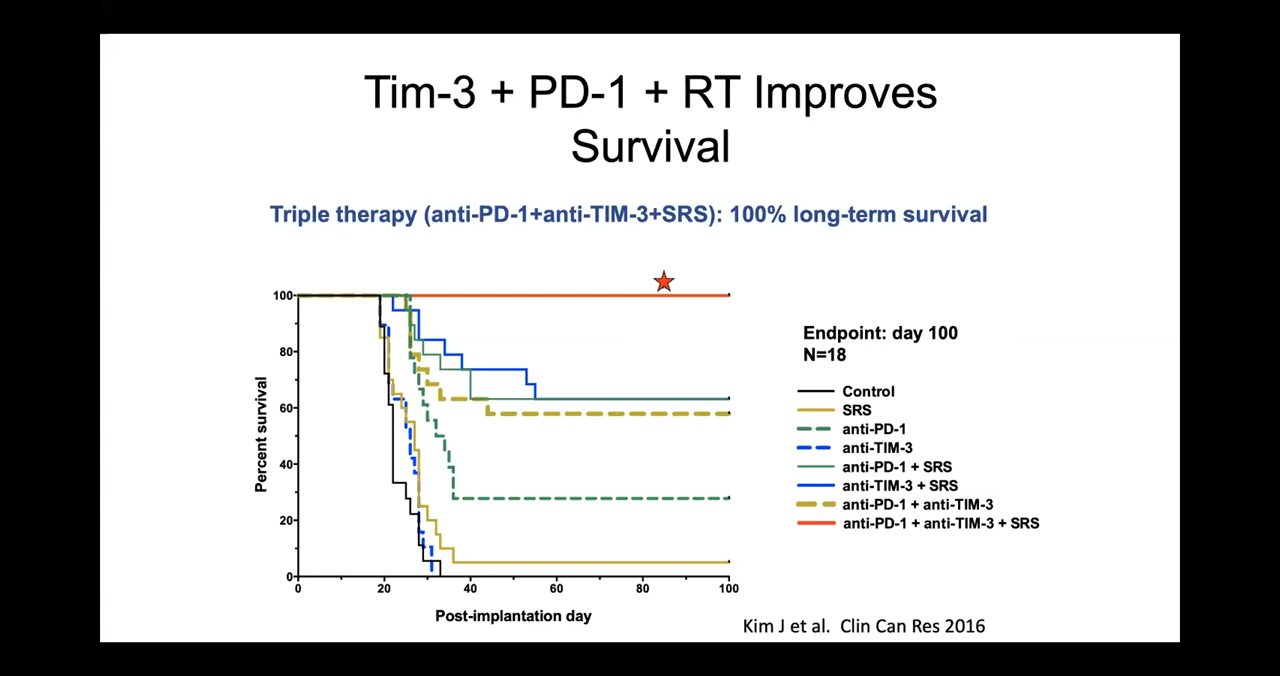 Tim-3 + PD-1 + RT Improves
Survival
Triple therapy (anti-PD-1+anti-TIM-3+SRS): 100% long-term survival
100
80
60
40
20
0
Percent survival
0 20 40 60 80 100
Post-implantation day
Endpoint: day 100
N=18
Control
SRS
anti-PD-1
anti-TIM-3
anti-PD-1 + SRS
anti-TIM-3 + SRS
anti-PD-1 + anti-TIM-3
anti-PD-1 + anti-TIM-3 + SRS
Kim J et al. Clin Can Res 2016